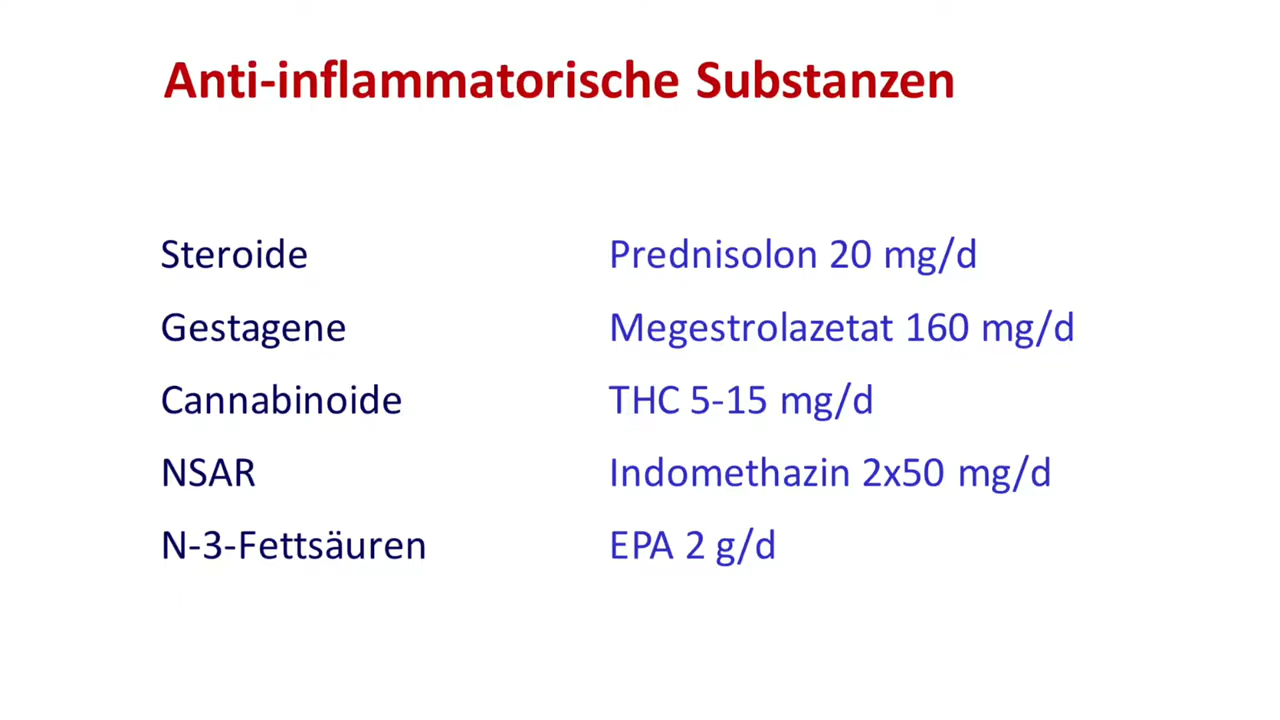 Anti-inflammatorische Substanzen
Steroide Prednisolon 20 mg/d
Gestagene Megestrolazetat 160 mg/d
Cannabinoide THC 5-15 mg/d
NSAR Indomethazin 2x50 mg/d
N-3-Fettsäuren EPA 2 g/d